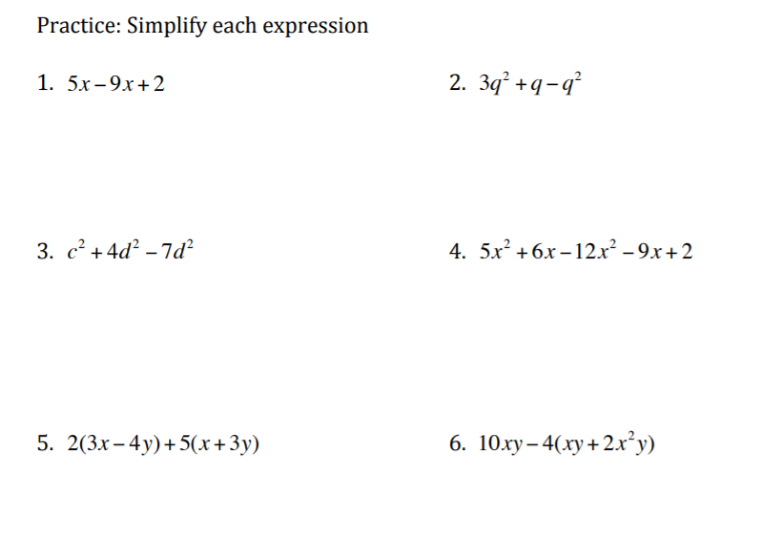 Practice: Simplify each expression
1. 5x – 9x + 2
2. 3q² + q – q²
3. c² + 4d² – 7d²
4. 5x² + 6x – 12x² – 9x + 2
5. 2(3x – 4y) + 5(x + 3y)
6. 10xy – 4(xy + 2x²y)